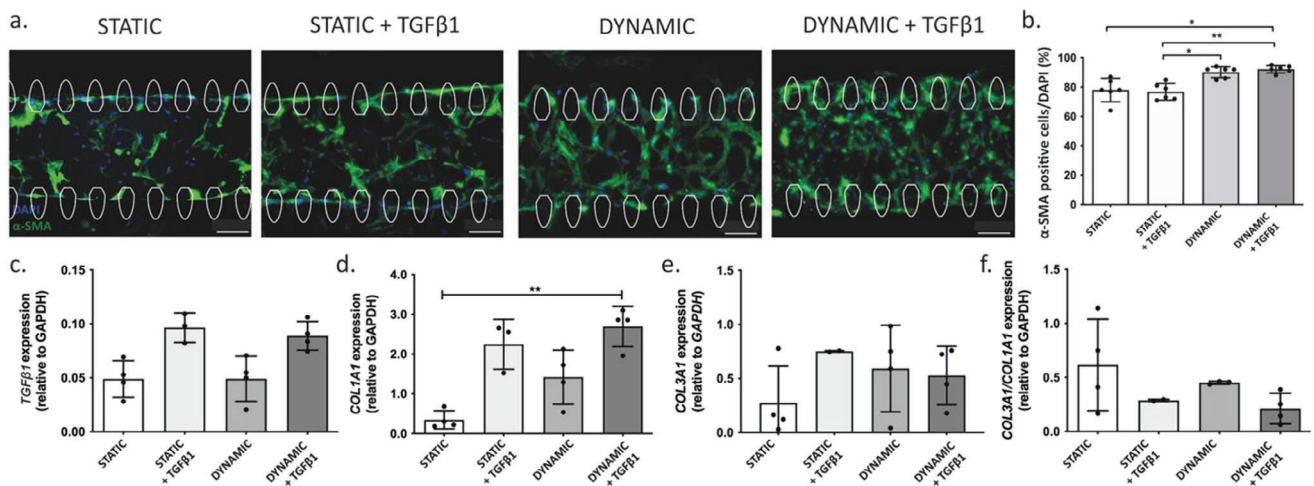 a.
STATIC
STATIC + TGFβ1
DYNAMIC
DYNAMIC + TGFβ1
DAPI
α-SMA
b.
α-SMA positive cells/DAPI (%)
100
80
60
40
20
0
*
**
*
STATIC
STATIC
+ TGFβ1
DYNAMIC
DYNAMIC
+ TGFβ1
c.
TGFβ1 expression
(relative to GAPDH)
0.15
0.10
0.05
0.00
STATIC
STATIC
+ TGFβ1
DYNAMIC
DYNAMIC
+ TGFβ1
d.
COL1A1 expression
(relative to GAPDH)
4.0
3.0
2.0
1.0
0.0
**
STATIC
STATIC
+ TGFβ1
DYNAMIC
DYNAMIC
+ TGFβ1
e.
COL3A1 expression
(relative to GAPDH)
1.5
1.0
0.5
0.0
STATIC
STATIC
+ TGFβ1
DYNAMIC
DYNAMIC
+ TGFβ1
f.
COL3A1/COL1A1 expression
(relative to GAPDH)
1.5
1.0
0.5
0.0
STATIC
STATIC
+ TGFβ1
DYNAMIC
DYNAMIC
+ TGFβ1